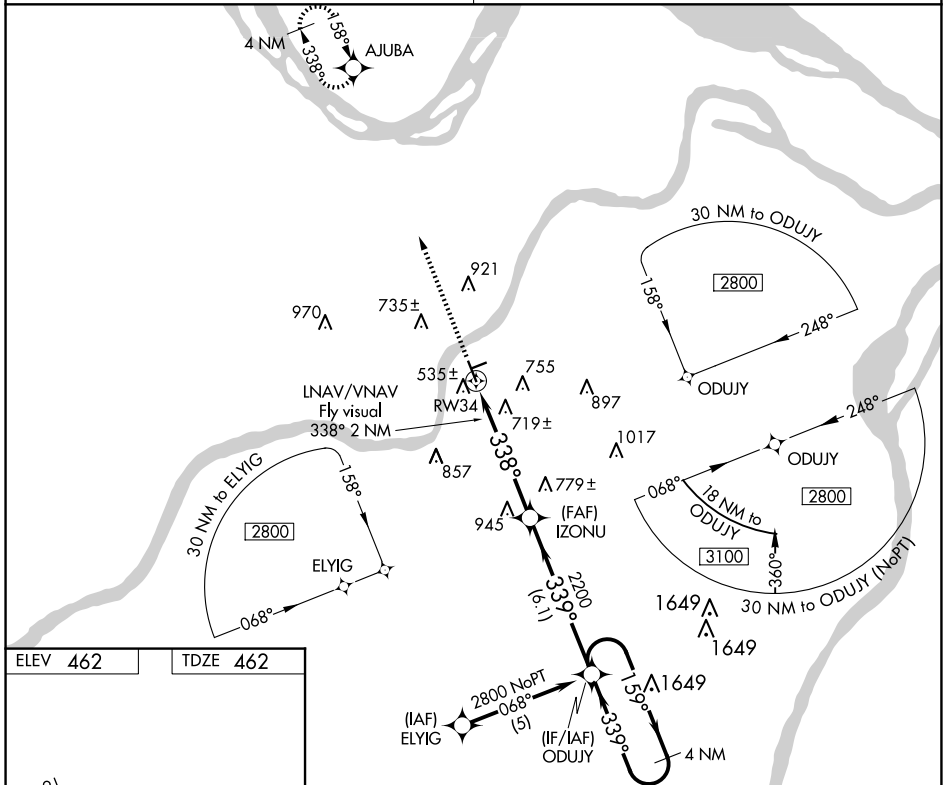 158°
4 NM
338°
AJUBA
30 NM to ODUJY
2800
158°
248°
ODUJY
921
970
735±
535±
755
897
RW34
719±
LNAV/VNAV
Fly visual
338° 2 NM
338°
1017
857
779±
945
(FAF)
IZONU
248°
068°
ODUJY
18 NM to
ODUJY
2800
3100
360°
30 NM to ODUJY (NoPT)
30 NM to ELYIG
158°
2800
ELYIG
068°
2200
339°
(6.1)
1649
1649
1649
2800 NoPT
068°
(5)
(IAF)
ELYIG
(IF/IAF)
ODUJY
159°
339°
4 NM
ELEV 462
TDZE 462